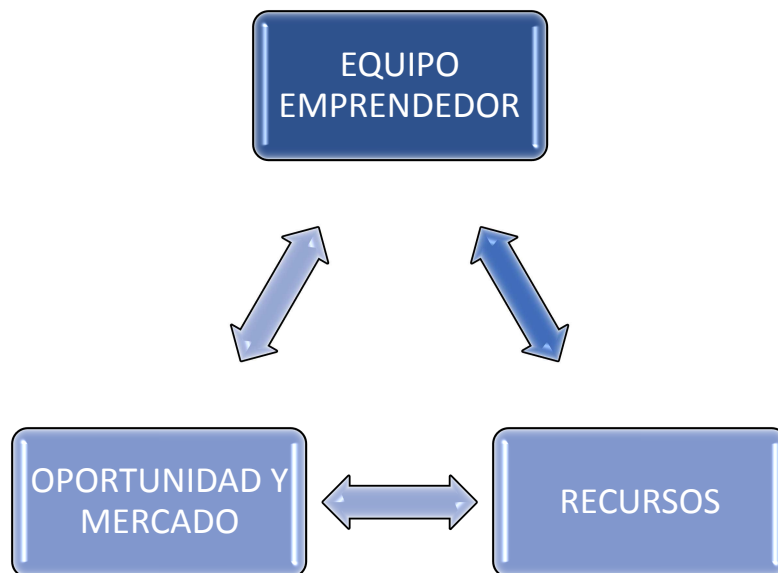 EQUIPO
EMPRENDEDOR
OPORTUNIDAD Y
MERCADO
RECURSOS